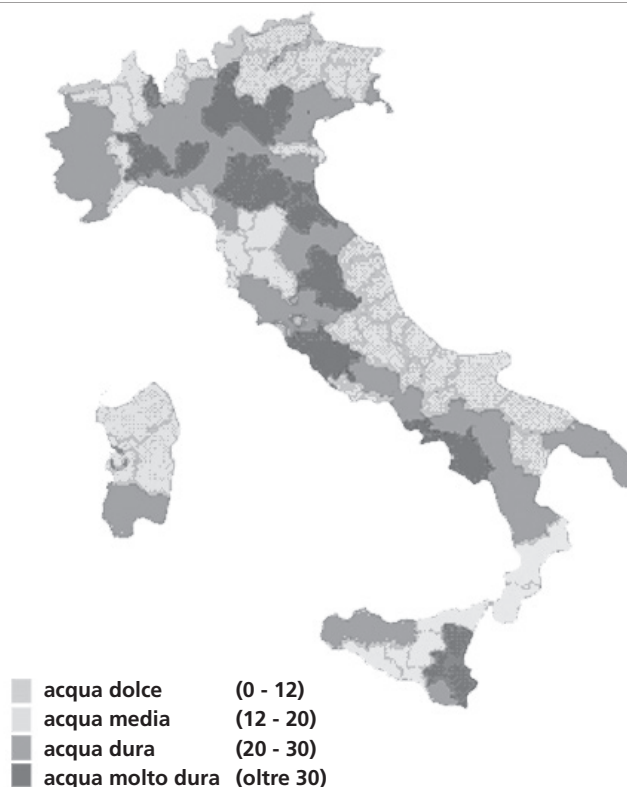 acqua dolce (0 - 12)
acqua media (12 - 20)
acqua dura (20 - 30)
acqua molto dura (oltre 30)